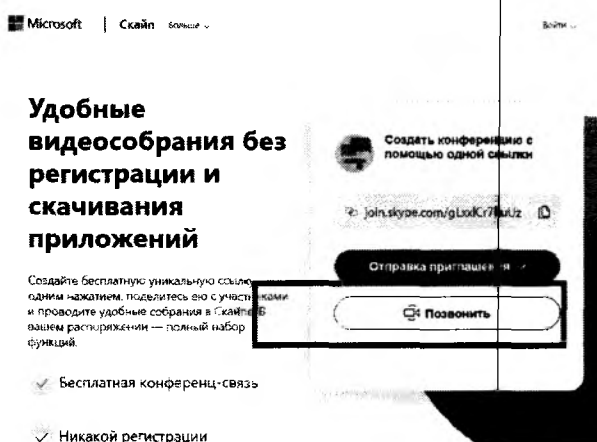 Microsoft | Скайп Больше
Войти
Удобные
видеособрания без
регистрации и
скачивания
приложений
Создайте бесплатную уникальную ссылку
одним нажатием, поделитесь ею с участниками
и проводите удобные собрания в Скайпе. В
вашем распоряжении — полный набор
функций.
Бесплатная конференц-связь
Никакой регистрации
Создать конференцию с
помощью одной ссылки
Отправка приглашения
Позвонить